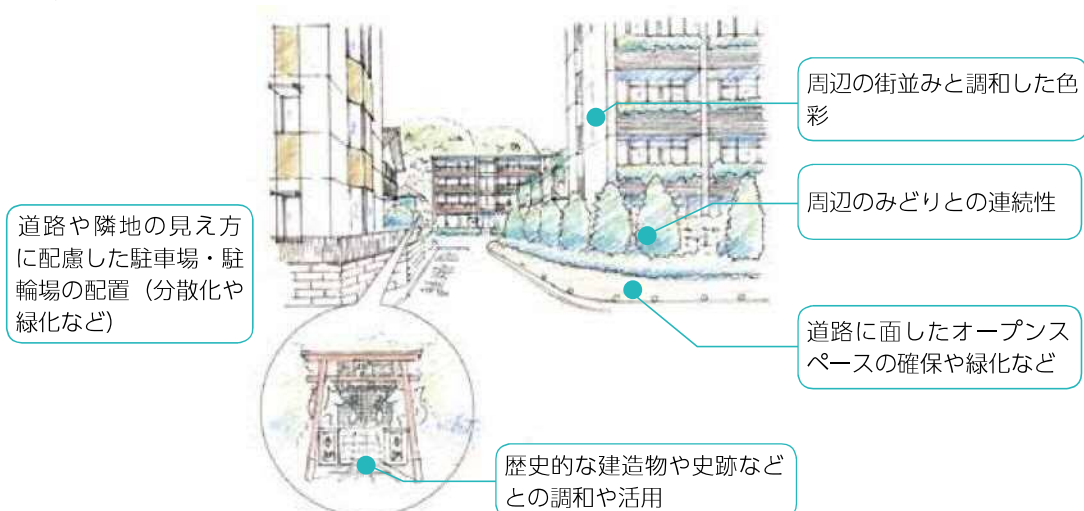 周辺の街並みと調和した色
彩
周辺のみどりとの連続性
道路や隣地の見え方
に配慮した駐車場・駐
輪場の配置（分散化や
緑化など）
道路に面したオープンス
ペースの確保や緑化など
歴史的な建造物や史跡など
との調和や活用